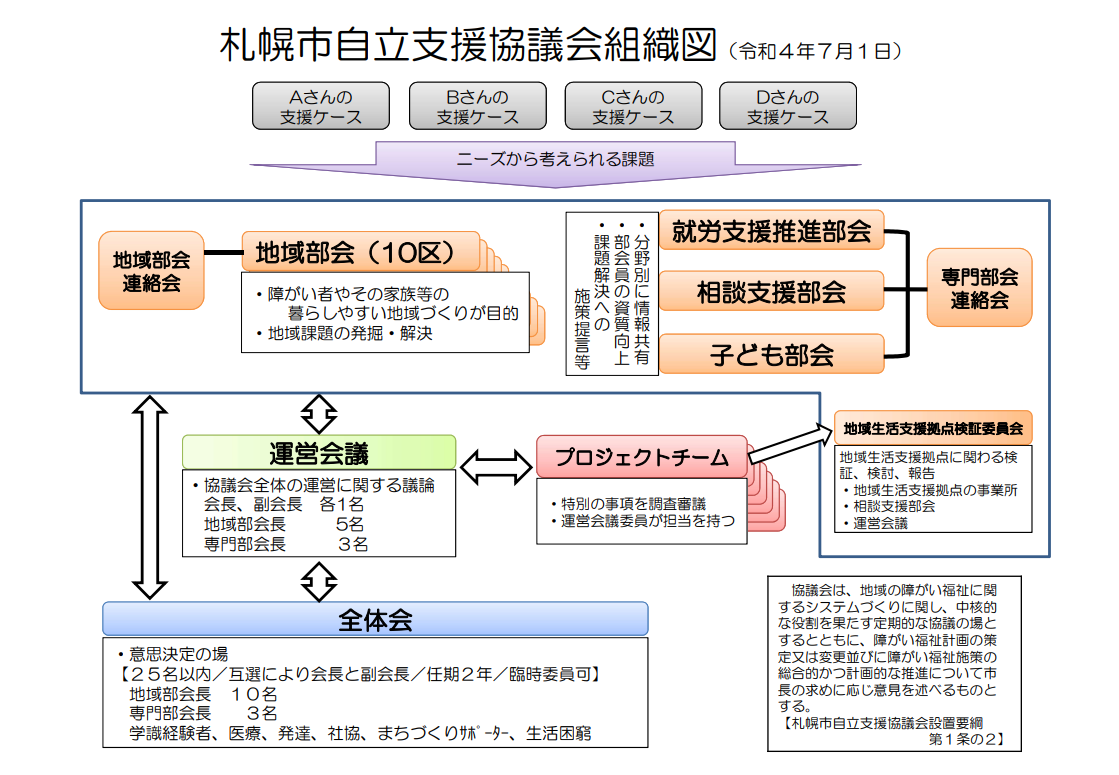 札幌市自立支援協議会組織図（令和４年７月１日）
Ａさんの
支援ケース
Ｂさんの
支援ケース
Ｃさんの
支援ケース
Ｄさんの
支援ケース
ニーズから考えられる課題
地域部会
連絡会
地域部会（10区）
・障がい者やその家族等の
暮らしやすい地域づくりが目的
・地域課題の発掘・解決
・分野別に情報共有
・部会員の資質向上
・課題解決への
施策提言等
就労支援推進部会
相談支援部会
子ども部会
専門部会
連絡会
運営会議
・協議会全体の運営に関する議論
会長、副会長　各1名
地域部会長　　　５名
専門部会長　　　３名
プロジェクトチーム
・特別の事項を調査審議
・運営会議委員が担当を持つ
地域生活支援拠点検証委員会
地域生活支援拠点に関わる検
証、検討、報告
・地域生活支援拠点の事業所
・相談支援部会
・運営会議
全体会
・意思決定の場
【２５名以内／互選により会長と副会長／任期２年／臨時委員可】
地域部会長　１０名
専門部会長　　３名
学識経験者、医療、発達、社協、まちづくりｻﾎﾟｰﾀｰ、生活困窮
協議会は、地域の障がい福祉に関
するシステムづくりに関し、中核的
な役割を果たす定期的な協議の場と
するとともに、障がい福祉計画の策
定又は変更並びに障がい福祉施策の
総合的かつ計画的な推進について市
長の求めに応じ意見を述べるものと
する。
【札幌市自立支援協議会設置要綱
第１条の２】